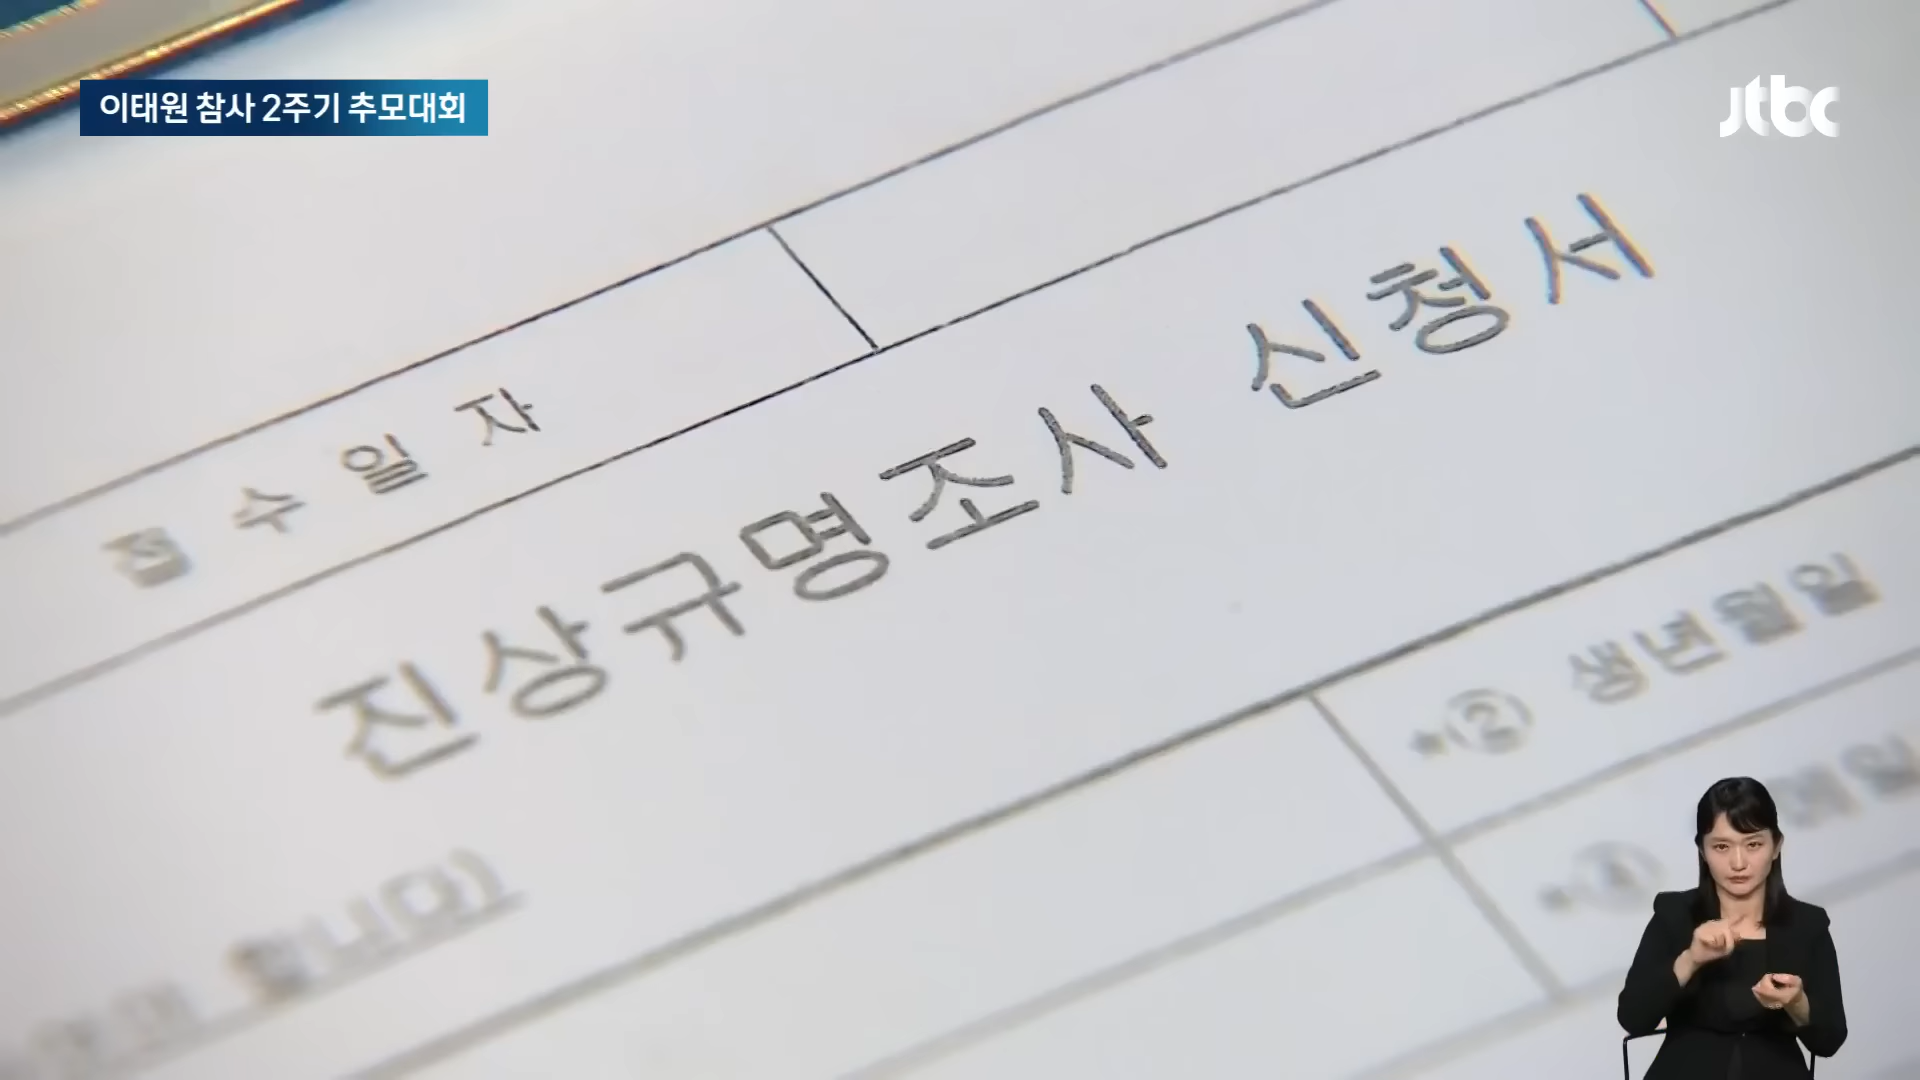 이태원 참사 2주기 추모대회
jtbc
접 수 일 자
진상규명조사 신청서
*② 생년월일
*④